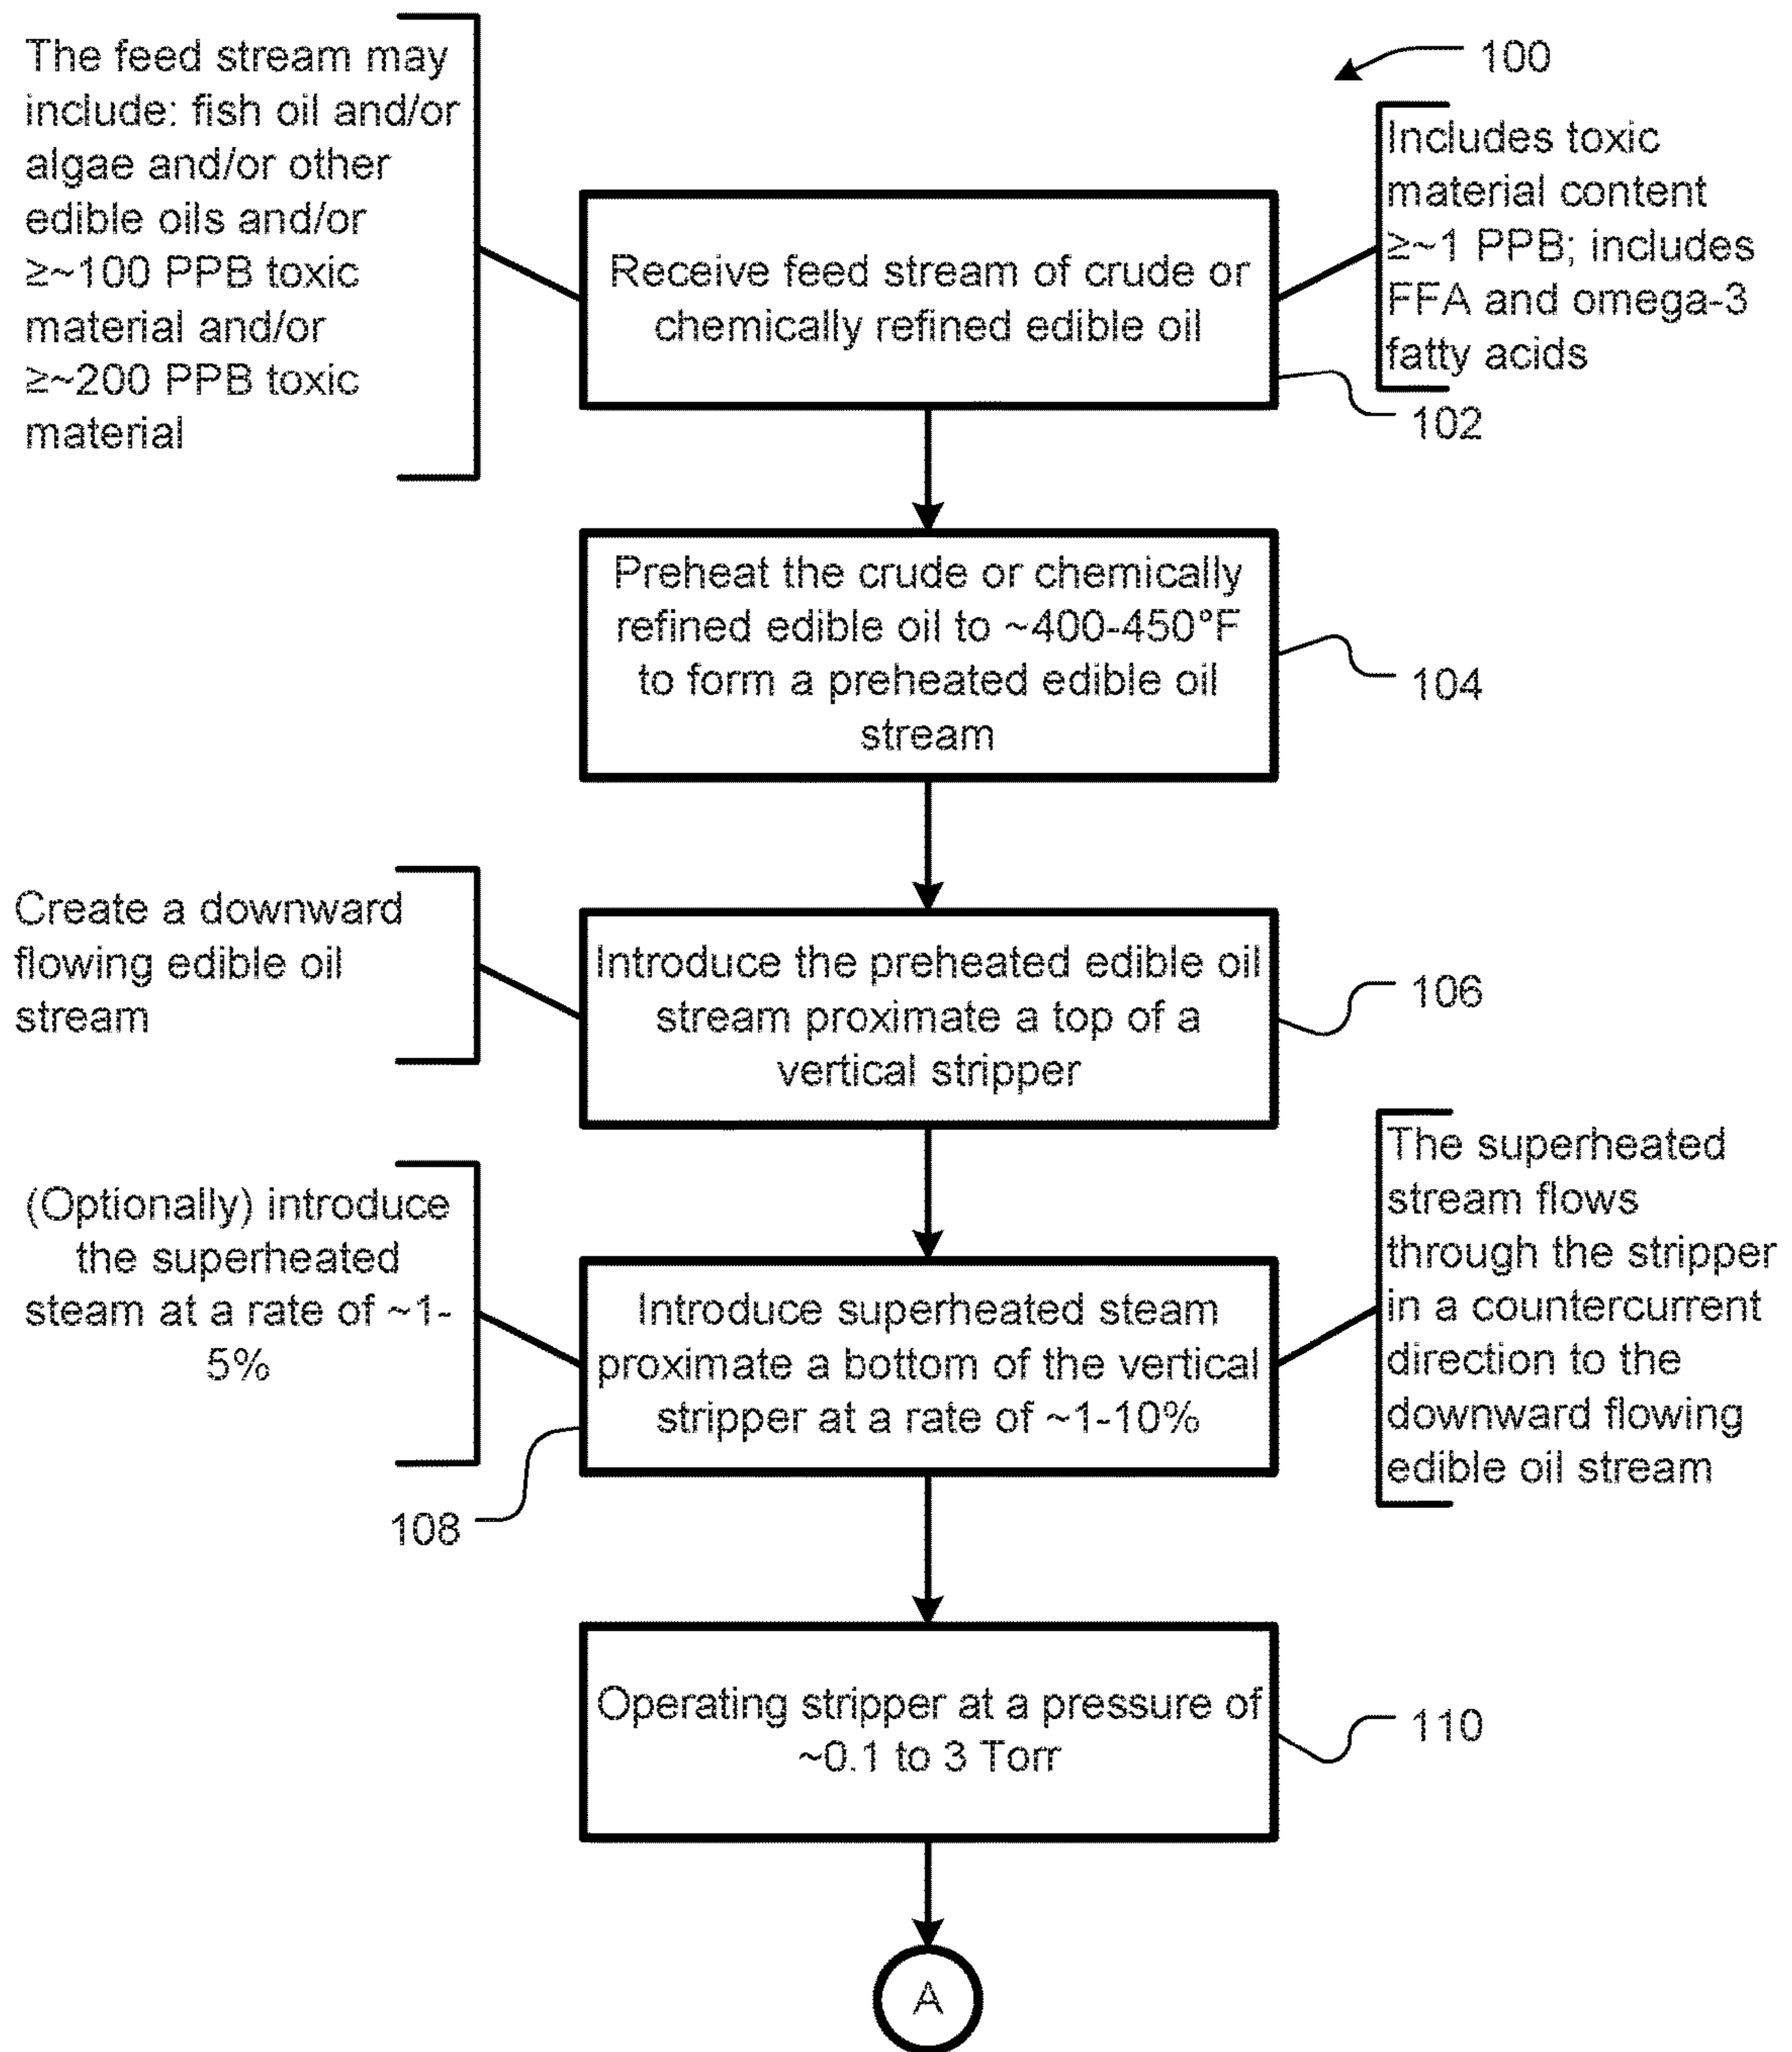 The feed stream may
include: fish oil and/or
algae and/or other
edible oils and/or
≥~100 PPB toxic
material and/or
≥~200 PPB toxic
material
100
Includes toxic
material content
≥~1 PPB; includes
FFA and omega-3
fatty acids
Receive feed stream of crude or
chemically refined edible oil
102
Preheat the crude or chemically
refined edible oil to ~400-450°F
to form a preheated edible oil
stream
104
Create a downward
flowing edible oil
stream
Introduce the preheated edible oil
stream proximate a top of a
vertical stripper
106
(Optionally) introduce
the superheated
steam at a rate of ~1-
5%
Introduce superheated steam
proximate a bottom of the vertical
stripper at a rate of ~1-10%
108
The superheated
stream flows
through the stripper
in a countercurrent
direction to the
downward flowing
edible oil stream
Operating stripper at a pressure of
~0.1 to 3 Torr
110
A